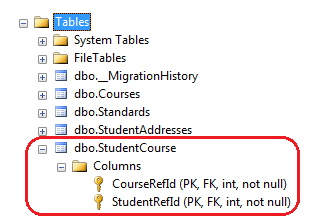 Tables
System Tables
FileTables
dbo.__MigrationHistory
dbo.Courses
dbo.Standards
dbo.StudentAddresses
dbo.StudentCourse
Columns
CourseRefId (PK, FK, int, not null)
StudentRefId (PK, FK, int, not null)